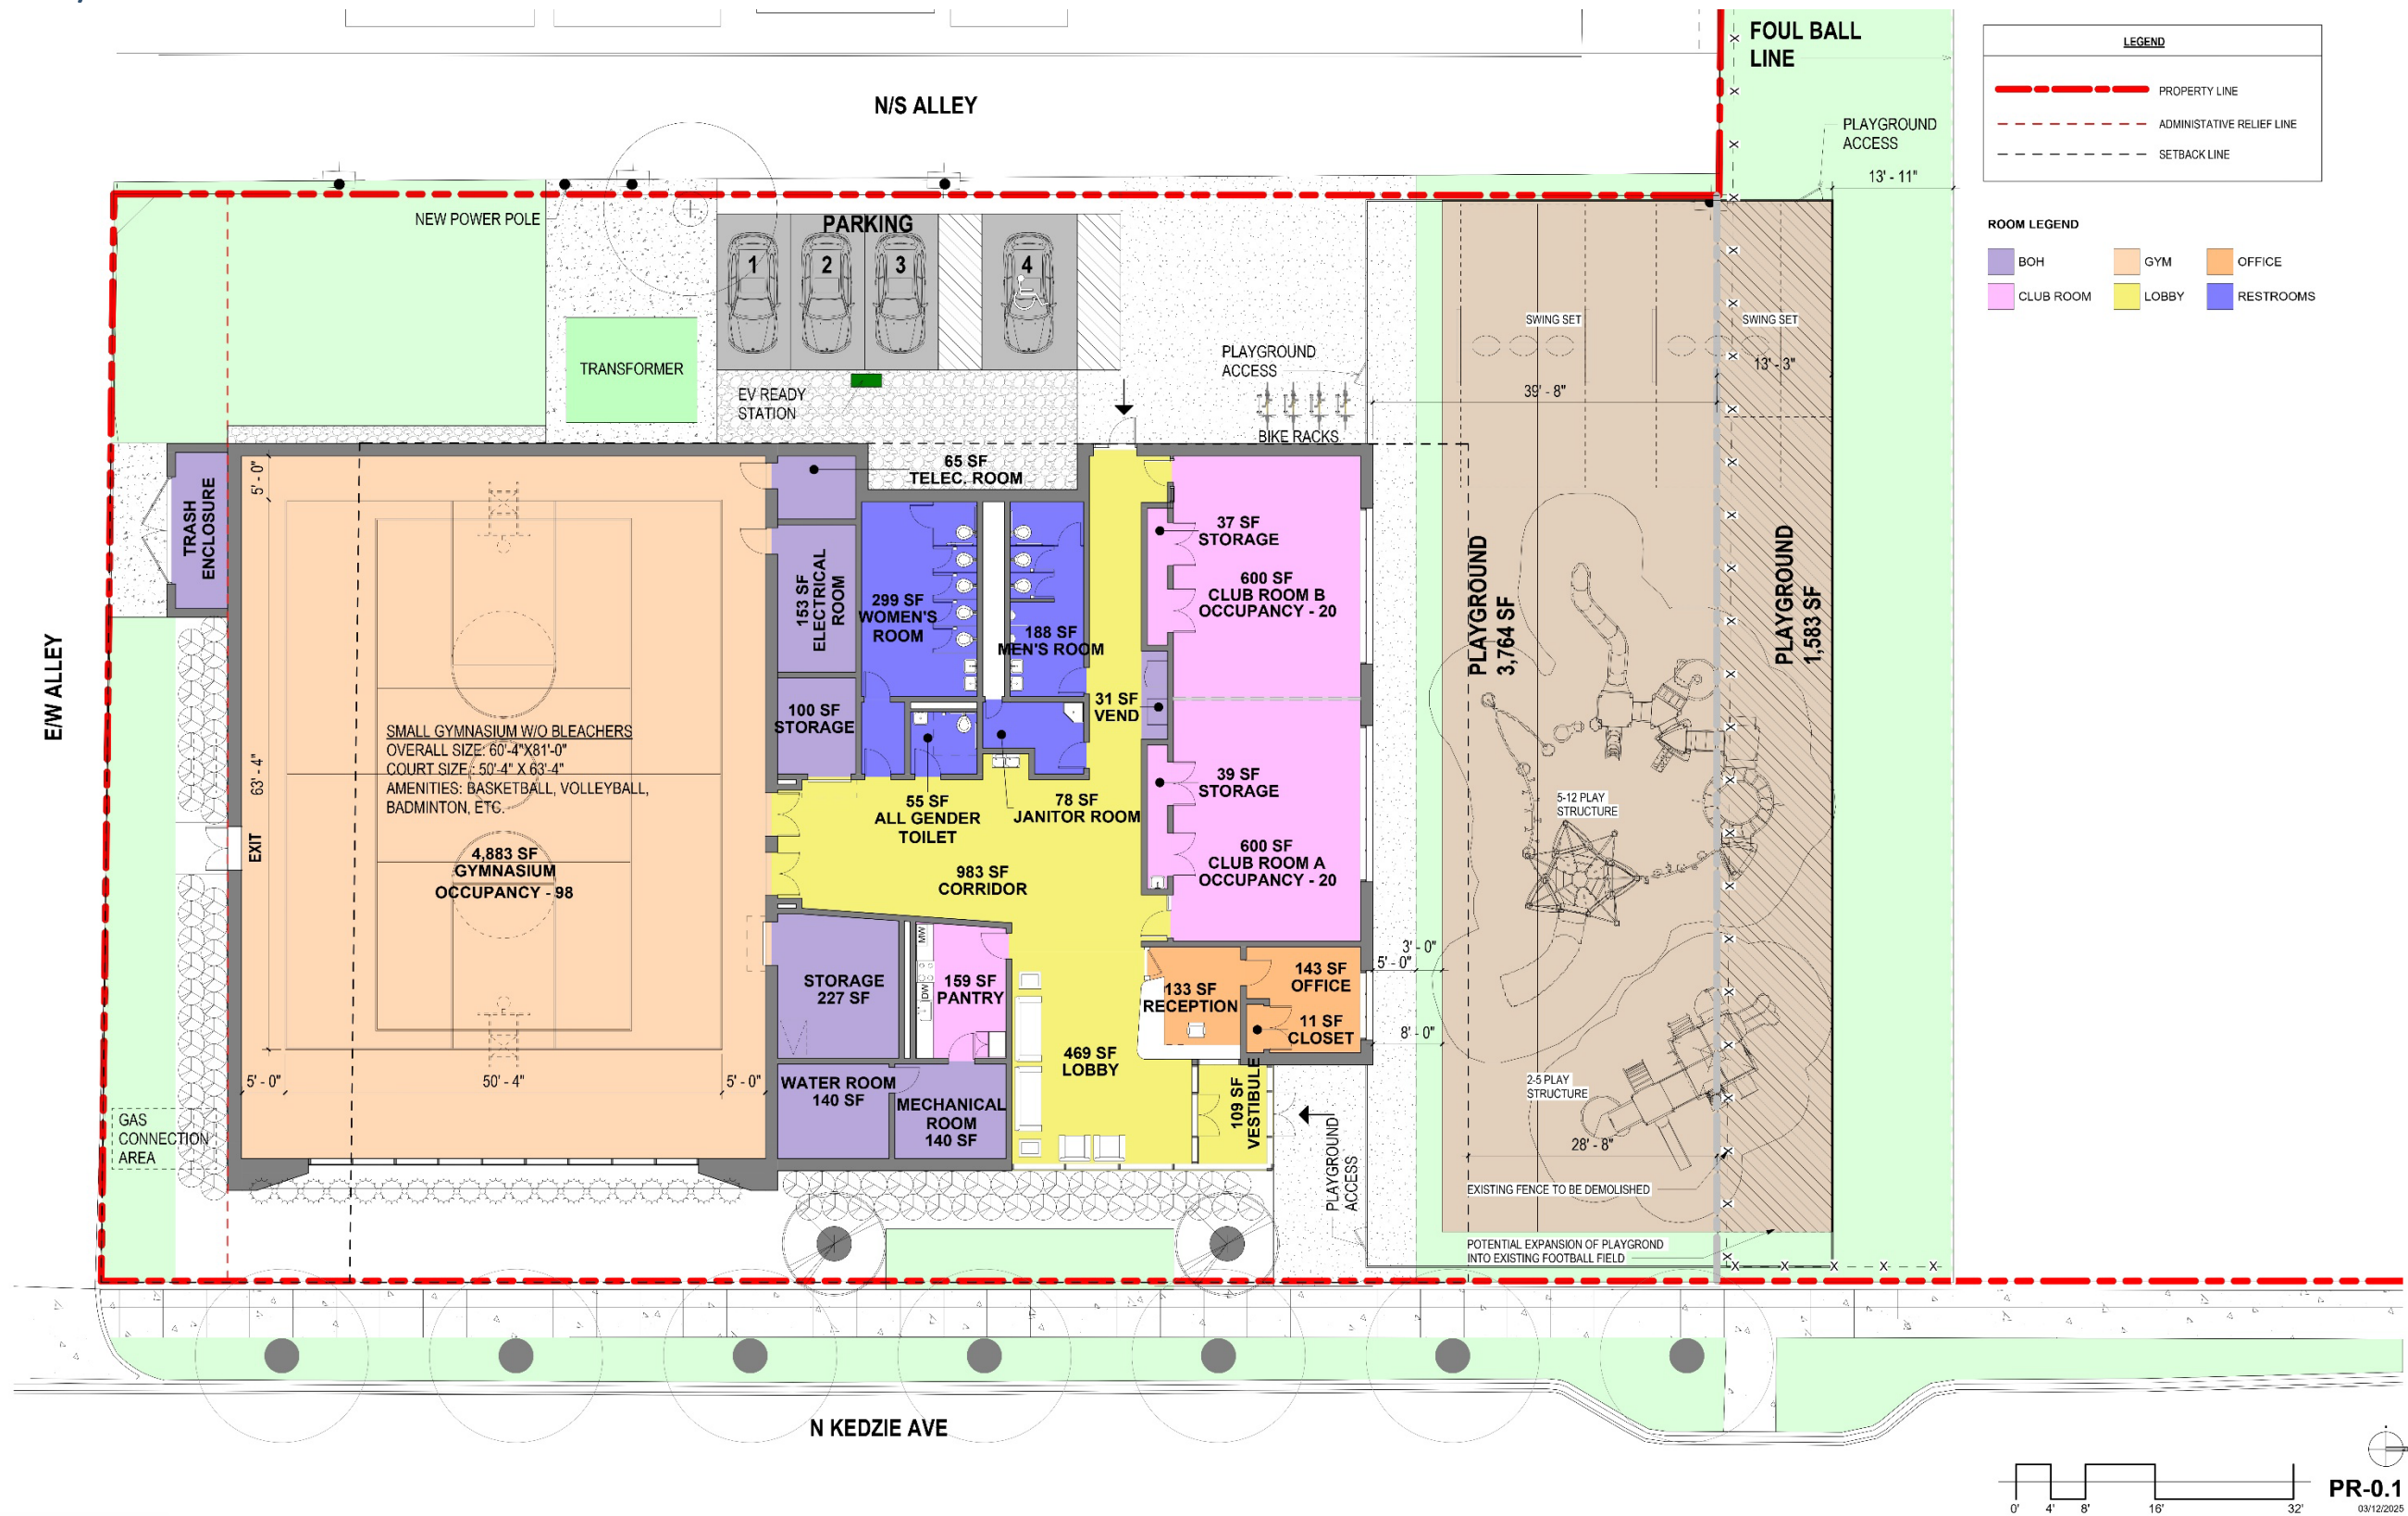 FOUL BALL
LINE
LEGEND
PROPERTY LINE
ADMINISTATIVE RELIEF LINE
SETBACK LINE
N/S ALLEY
PLAYGROUND
ACCESS
13' - 11"
NEW POWER POLE
PARKING
1
2
3
4
ROOM LEGEND
BOH
GYM
OFFICE
CLUB ROOM
LOBBY
RESTROOMS
TRANSFORMER
EV READY
STATION
PLAYGROUND
ACCESS
BIKE RACKS
SWING SET
SWING SET
13' - 3"
39' - 8"
TRASH
ENCLOSURE
5' - 0"
65 SF
TELEC. ROOM
153 SF
ELECTRICAL
ROOM
299 SF
WOMEN'S
ROOM
188 SF
MEN'S ROOM
37 SF
STORAGE
600 SF
CLUB ROOM B
OCCUPANCY - 20
PLAYGROUND
3,764 SF
PLAYGROUND
1,583 SF
E/W ALLEY
100 SF
STORAGE
31 SF
VEND
SMALL GYMNASIUM W/O BLEACHERS
OVERALL SIZE: 60'-4"X81'-0"
COURT SIZE : 50'-4" X 63'-4"
AMENITIES: BASKETBALL, VOLLEYBALL,
BADMINTON, ETC.
63' - 4"
EXIT
4,883 SF
GYMNASIUM
OCCUPANCY - 98
55 SF
ALL GENDER
TOILET
78 SF
JANITOR ROOM
39 SF
STORAGE
983 SF
CORRIDOR
600 SF
CLUB ROOM A
OCCUPANCY - 20
5-12 PLAY
STRUCTURE
MW
DW
STORAGE
227 SF
159 SF
PANTRY
133 SF
RECEPTION
143 SF
OFFICE
11 SF
CLOSET
3' - 0"
5' - 0"
8' - 0"
469 SF
LOBBY
109 SF
VESTIBULE
5' - 0"
50' - 4"
5' - 0"
WATER ROOM
140 SF
MECHANICAL
ROOM
140 SF
GAS
CONNECTION
AREA
PLAYGROUND
ACCESS
2-5 PLAY
STRUCTURE
28' - 8"
EXISTING FENCE TO BE DEMOLISHED
POTENTIAL EXPANSION OF PLAYGROND
INTO EXISTING FOOTBALL FIELD
N KEDZIE AVE
0'
4'
8'
16'
32'
PR-0.1
03/12/2025